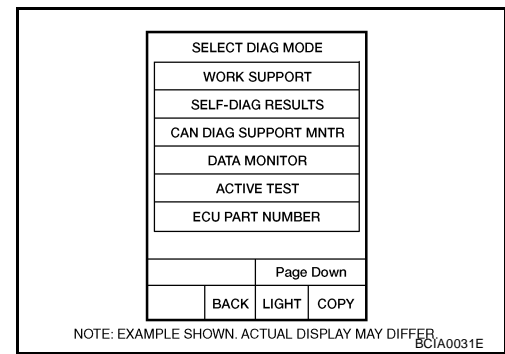 SELECT DIAG MODE
WORK SUPPORT
SELF-DIAG RESULTS
CAN DIAG SUPPORT MNTR
DATA MONITOR
ACTIVE TEST
ECU PART NUMBER
Page Down
BACK LIGHT COPY
NOTE: EXAMPLE SHOWN. ACTUAL DISPLAY MAY DIFFER.
BCIA0031E